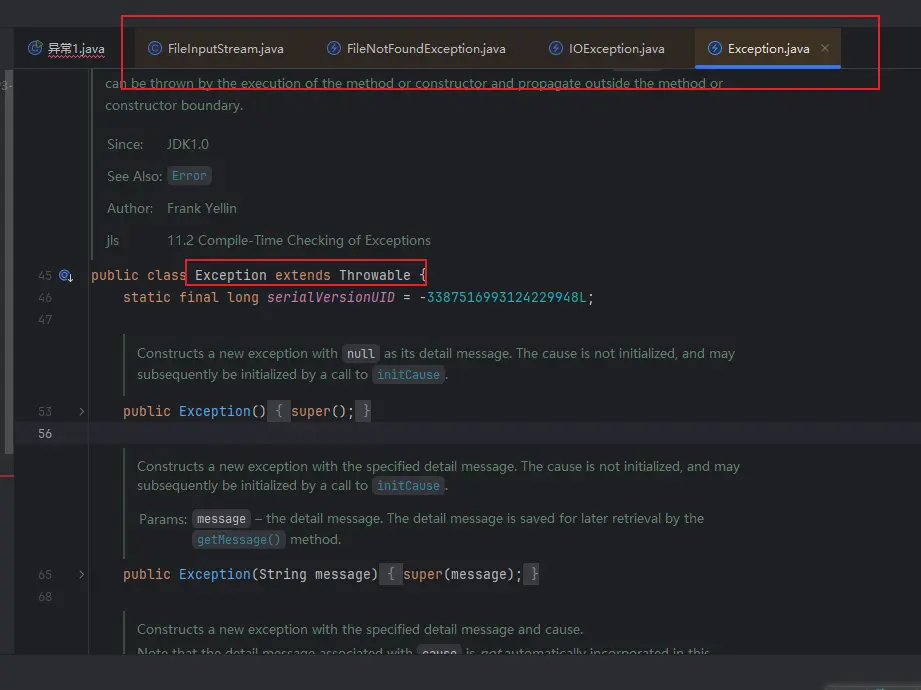 异常1.java FileInputStream.java FileNotFoundException.java IOException.java Exception.java
can be thrown by the execution of the method or constructor and propagate outside the method or
constructor boundary.
Since: JDK1.0
See Also: Error
Author: Frank Yellin
jls 11.2 Compile-Time Checking of Exceptions
45 public class Exception extends Throwable {
46 static final long serialVersionUID = -3387516993124229948L;
47
Constructs a new exception with null as its detail message. The cause is not initialized, and may
subsequently be initialized by a call to initCause.
53 public Exception() { super(); }
56
Constructs a new exception with the specified detail message. The cause is not initialized, and may
subsequently be initialized by a call to initCause.
Params: message – the detail message. The detail message is saved for later retrieval by the
getMessage() method.
65 public Exception(String message) { super(message); }
68
Constructs a new exception with the specified detail message and cause.
Note that the detail message associated with cause is not automatically incorporated in this